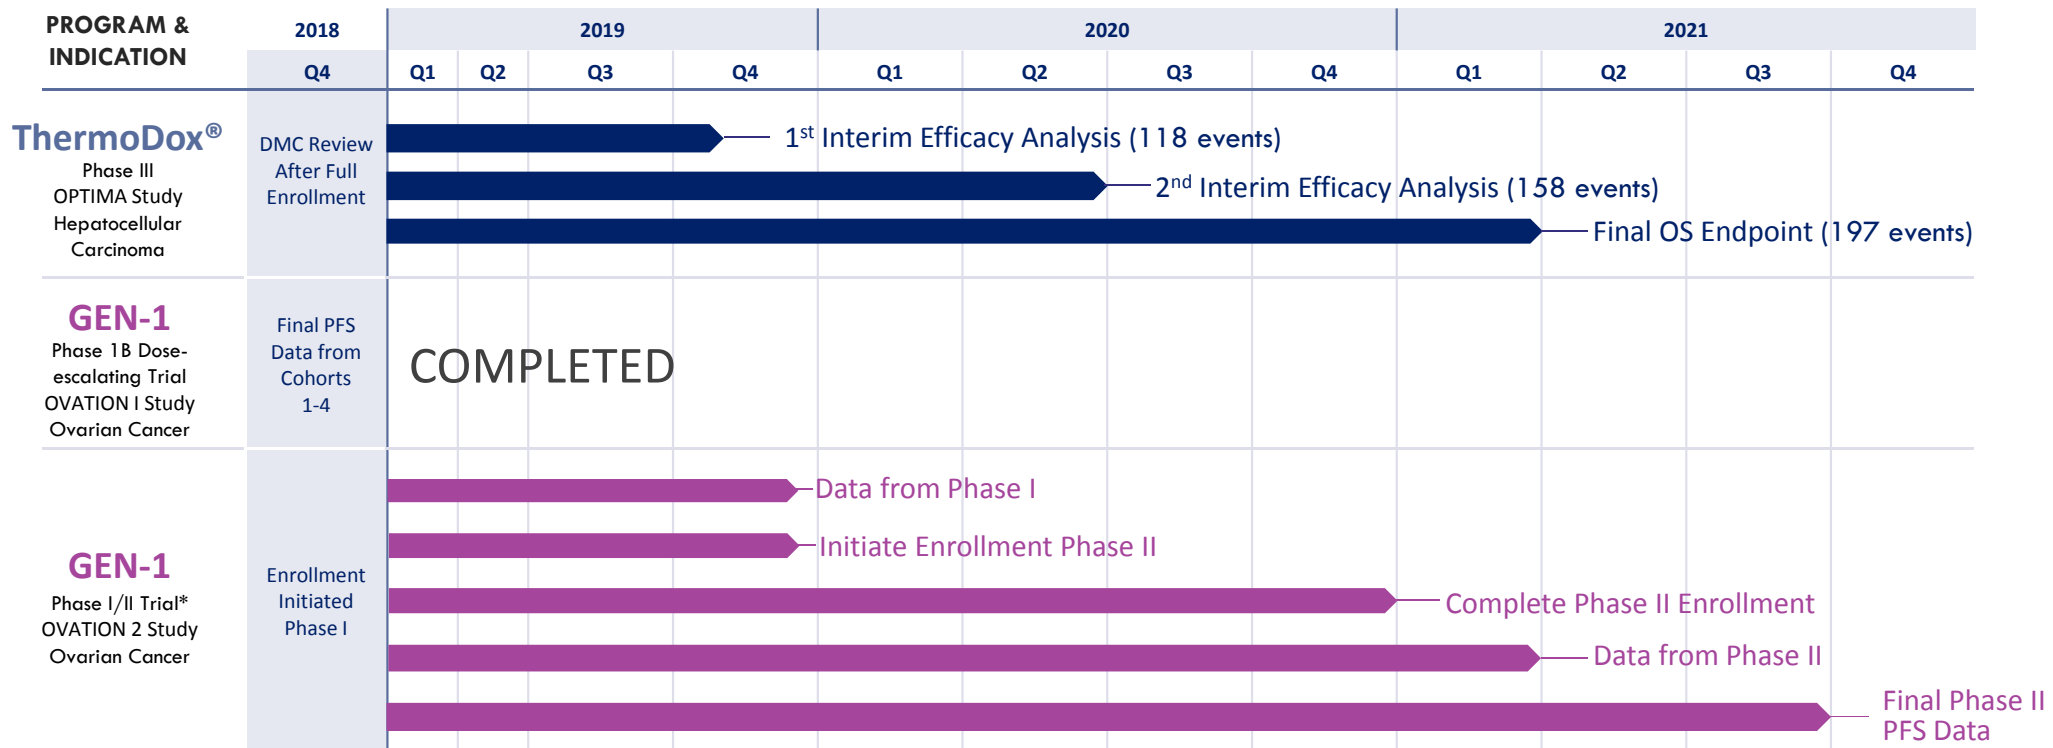 PROGRAM &
INDICATION
2018
2019
2020
2021
Q4
Q1
Q2
Q3
Q4
Q1
Q2
Q3
Q4
Q1
Q2
Q3
Q4
ThermoDox®
Phase III
OPTIMA Study
Hepatocellular
Carcinoma
DMC Review
After Full
Enrollment
1st Interim Efficacy Analysis (118 events)
2nd Interim Efficacy Analysis (158 events)
Final OS Endpoint (197 events)
GEN-1
Phase 1B Dose-
escalating Trial
OVATION I Study
Ovarian Cancer
Final PFS
Data from
Cohorts
1-4
COMPLETED
GEN-1
Phase I/II Trial*
OVATION 2 Study
Ovarian Cancer
Enrollment
Initiated
Phase I
Data from Phase I
Initiate Enrollment Phase II
Complete Phase II Enrollment
Data from Phase II
Final Phase II
PFS Data